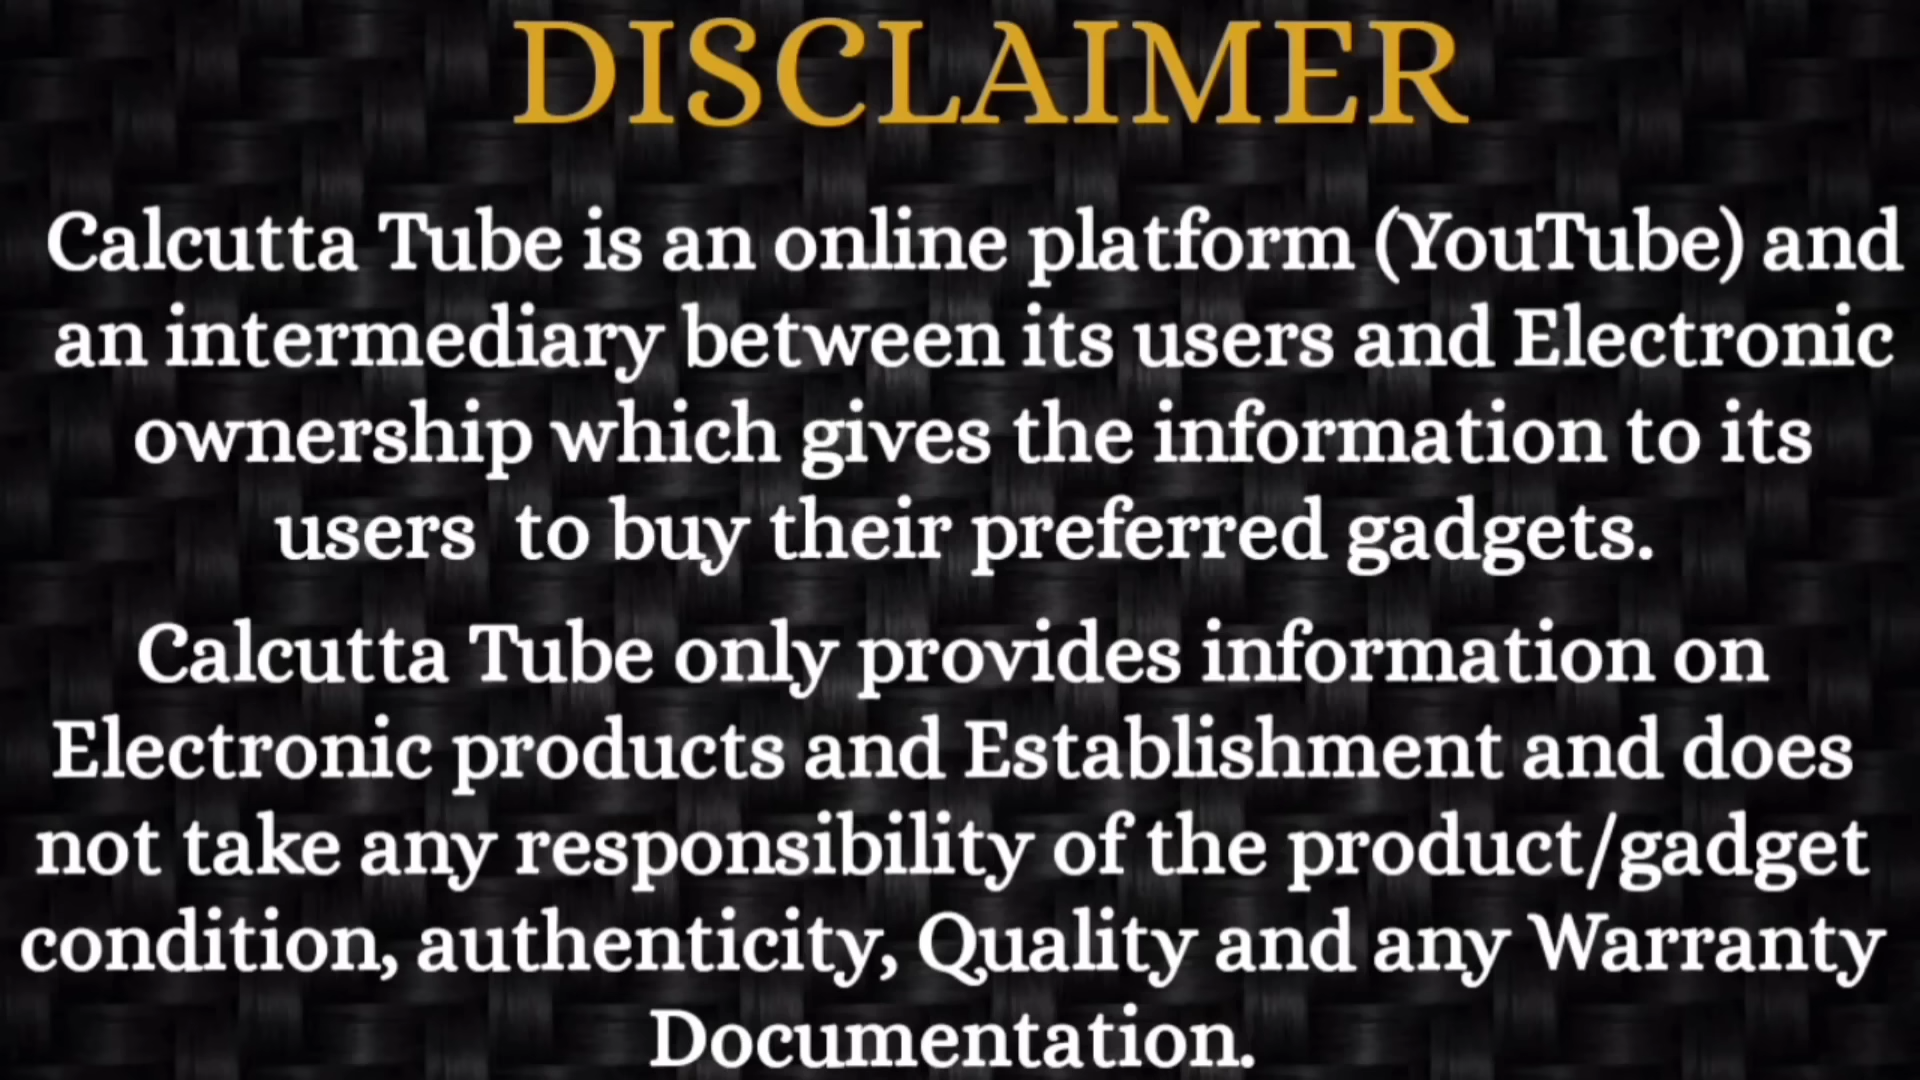 DISCLAIMER
Calcutta Tube is an online platform (YouTube) and
an intermediary between its users and Electronic
ownership which gives the information to its
users  to buy their preferred gadgets.
Calcutta Tube only provides information on
Electronic products and Establishment and does
not take any responsibility of the product/gadget
condition, authenticity, Quality and any Warranty
Documentation.